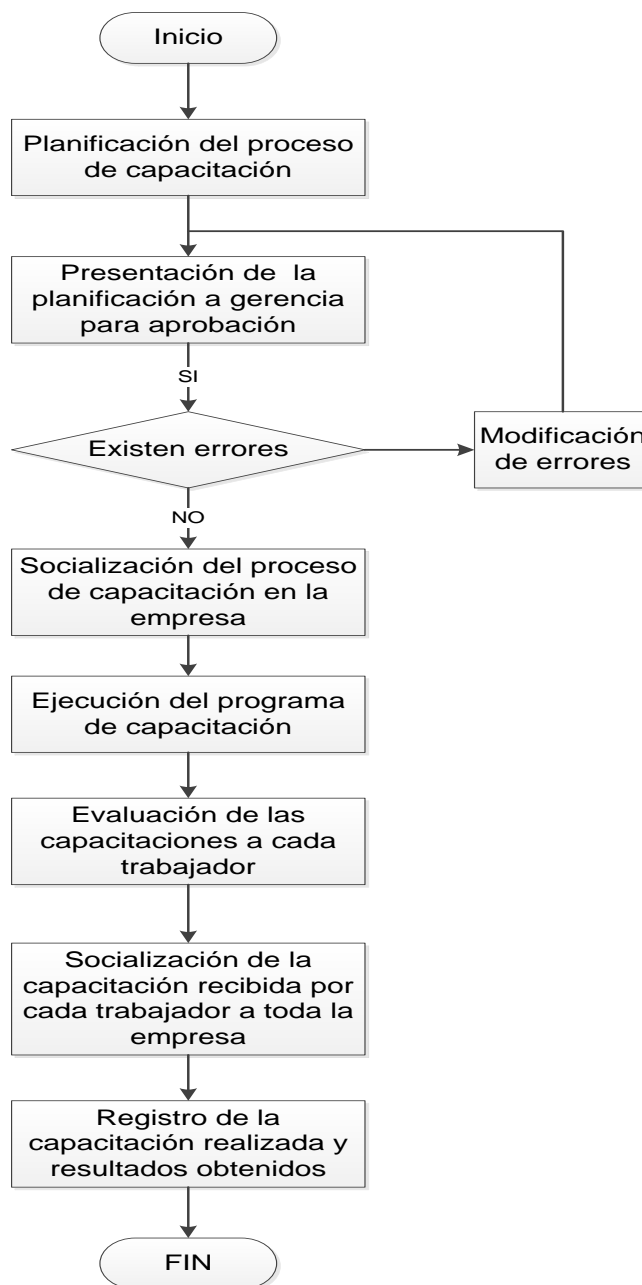 Inicio
Planificación del proceso
de capacitación
Presentación de la
planificación a gerencia
para aprobación
SI
Existen errores
Modificación
de errores
NO
Socialización del proceso
de capacitación en la
empresa
Ejecución del programa
de capacitación
Evaluación de las
capacitaciones a cada
trabajador
Socialización de la
capacitación recibida por
cada trabajador a toda la
empresa
Registro de la
capacitación realizada y
resultados obtenidos
FIN